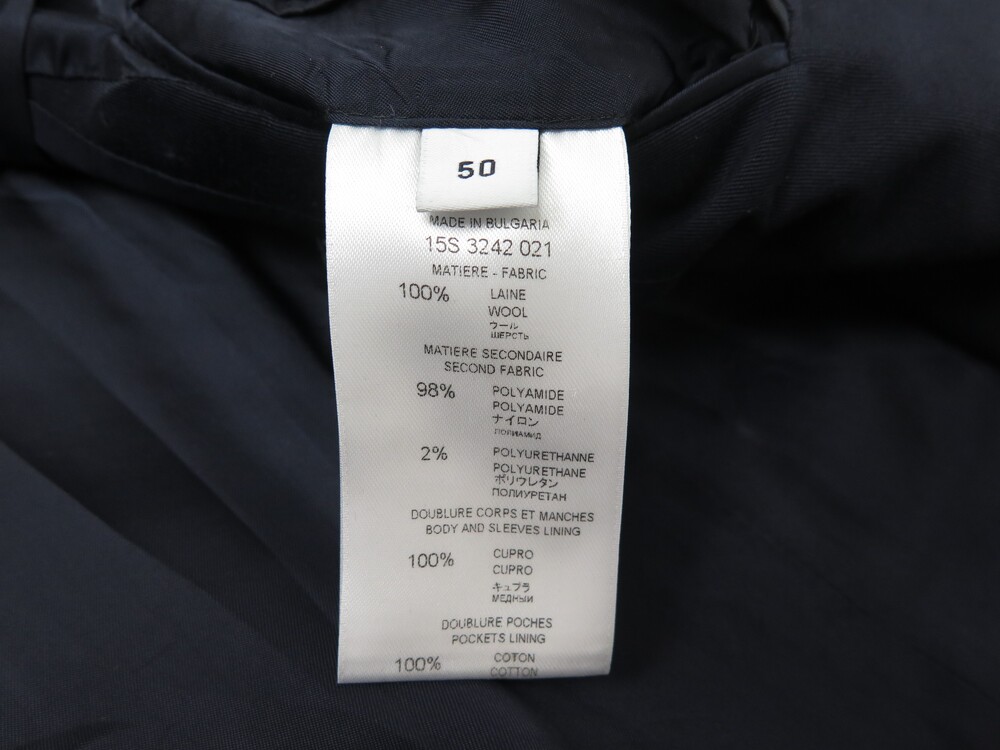 50
MADE IN BULGARIA
15S 3242 021
MATIERE - FABRIC
100% LAINE
WOOL
ウール
ШЕРСТЬ
MATIERE SECONDAIRE
SECOND FABRIC
98% POLYAMIDE
POLYAMIDE
ナイロン
ПОЛИАМИД
2% POLYURETHANNE
POLYURETHANE
ポリウレタン
ПОЛИУРЕТАН
DOUBLURE CORPS ET MANCHES
BODY AND SLEEVES LINING
100% CUPRO
CUPRO
キュプラ
МЕДНЫИ
DOUBLURE POCHES
POCKETS LINING
100% COTON
COTTON